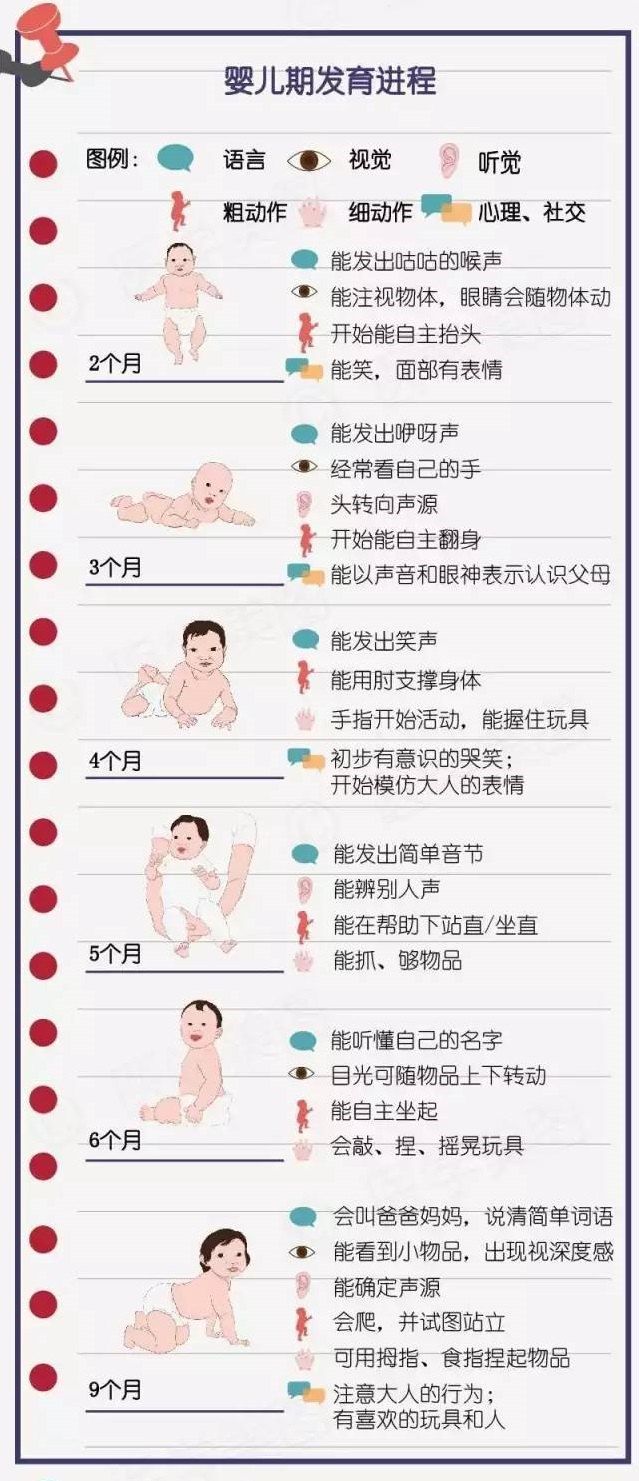 婴儿期发育进程
图例： 语言 视觉 听觉
粗动作 细动作 心理、社交
能发出咕咕的喉声
能注视物体，眼睛会随物体动
开始能自主抬头
能笑，面部有表情
2个月
能发出咿呀声
经常看自己的手
头转向声源
开始能自主翻身
能以声音和眼神表示认识父母
3个月
能发出笑声
能用肘支撑身体
手指开始活动，能握住玩具
初步有意识的哭笑；
开始模仿大人的表情
4个月
能发出简单音节
能辨别人声
能在帮助下站直/坐直
能抓、够物品
5个月
能听懂自己的名字
目光可随物品上下转动
能自主坐起
会敲、捏、摇晃玩具
6个月
会叫爸爸妈妈，说清简单词语
能看到小物品，出现视深度感
能确定声源
会爬，并试图站立
可用拇指、食指捏起物品
注意大人的行为；
有喜欢的玩具和人
9个月